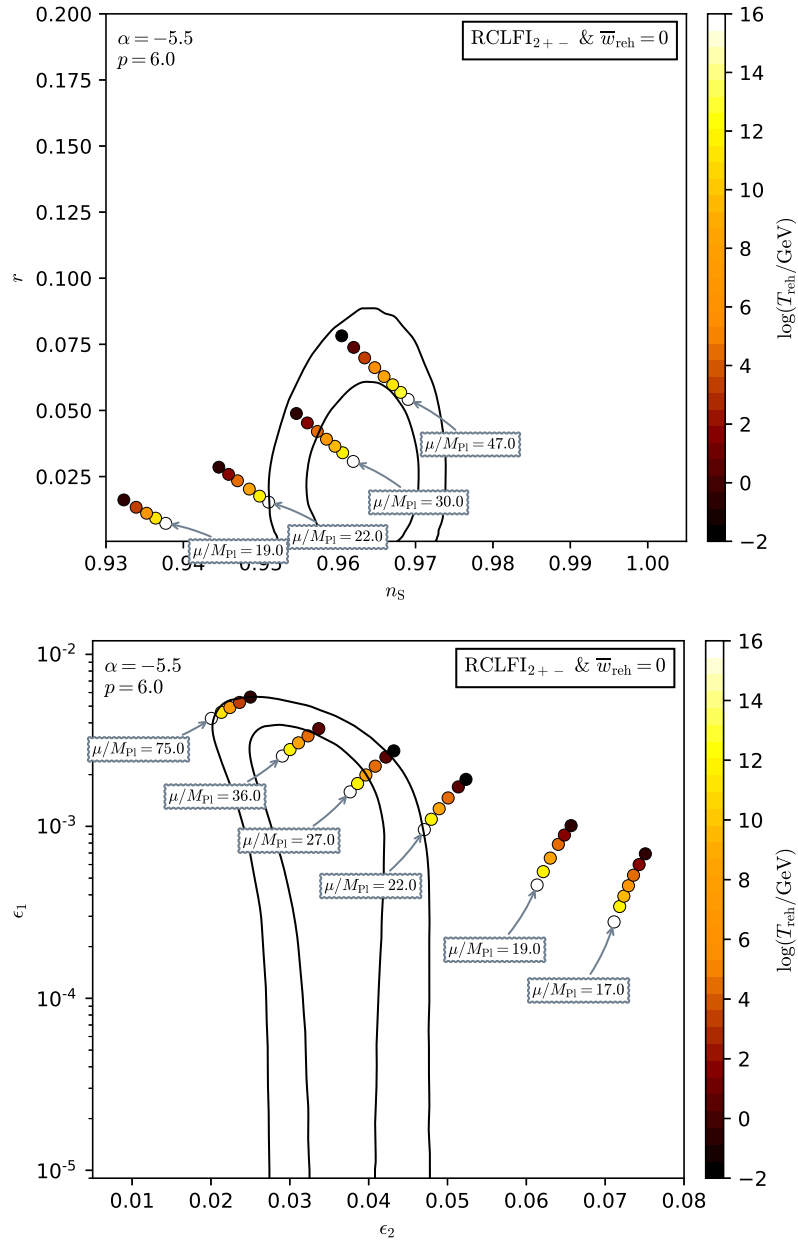 α = −5.5
p = 6.0
RCLFI2+− & w̅reh = 0
0.200
0.175
0.150
0.125
0.100
0.075
0.050
0.025
r
μ/MPl = 47.0
μ/MPl = 30.0
μ/MPl = 22.0
μ/MPl = 19.0
0.93 0.94 0.95 0.96 0.97 0.98 0.99 1.00
nS
16
14
12
10
8
6
4
2
0
−2
log(Treh/GeV)
α = −5.5
p = 6.0
RCLFI2+− & w̅reh = 0
10⁻²
10⁻³
10⁻⁴
10⁻⁵
ϵ1
μ/MPl = 75.0
μ/MPl = 36.0
μ/MPl = 27.0
μ/MPl = 22.0
μ/MPl = 19.0
μ/MPl = 17.0
0.01 0.02 0.03 0.04 0.05 0.06 0.07 0.08
ϵ2
16
14
12
10
8
6
4
2
0
−2
log(Treh/GeV)